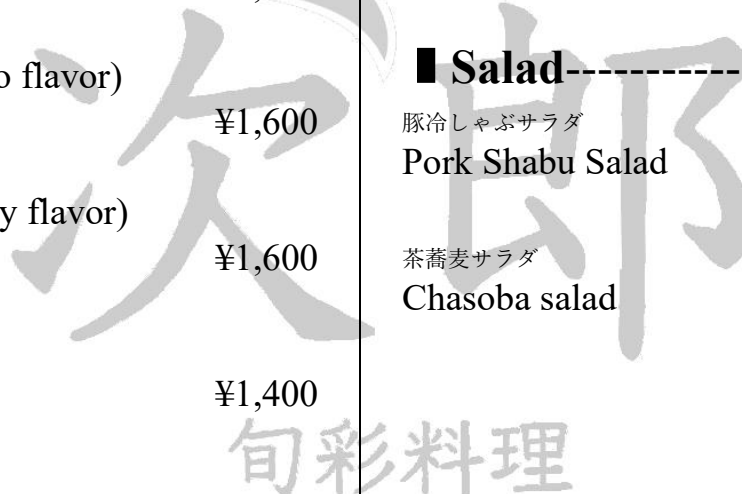 o flavor)
¥1,600
y flavor)
¥1,600
¥1,400
▮ Salad-----------
豚冷しゃぶサラダ
Pork Shabu Salad
茶蕎麦サラダ
Chasoba salad
次郎
旬彩料理